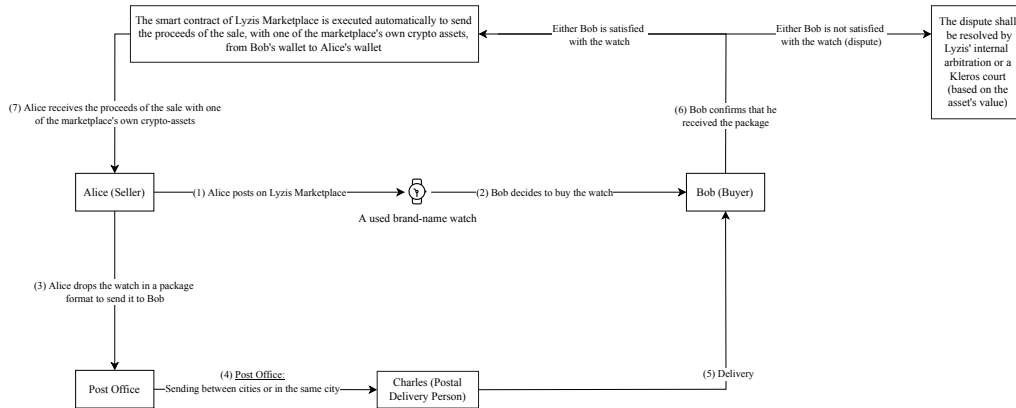 The smart contract of Lyzis Marketplace is executed automatically to send
the proceeds of the sale, with one of the marketplace's own crypto assets,
from Bob's wallet to Alice's wallet
Either Bob is satisfied
with the watch
Either Bob is not satisfied
with the watch (dispute)
The dispute shall
be resolved by
Lyzis' internal
arbitration or a
Kleros court
(based on the
asset's value)
(7) Alice receives the proceeds of the sale with one
of the marketplace's own crypto-assets
(6) Bob confirms that he
received the package
Alice (Seller)
(1) Alice posts on Lyzis Marketplace
(2) Bob decides to buy the watch
Bob (Buyer)
A used brand-name watch
(3) Alice drops the watch in a package
format to send it to Bob
Post Office
(4) Post Office:
Sending between cities or in the same city
Charles (Postal
Delivery Person)
(5) Delivery